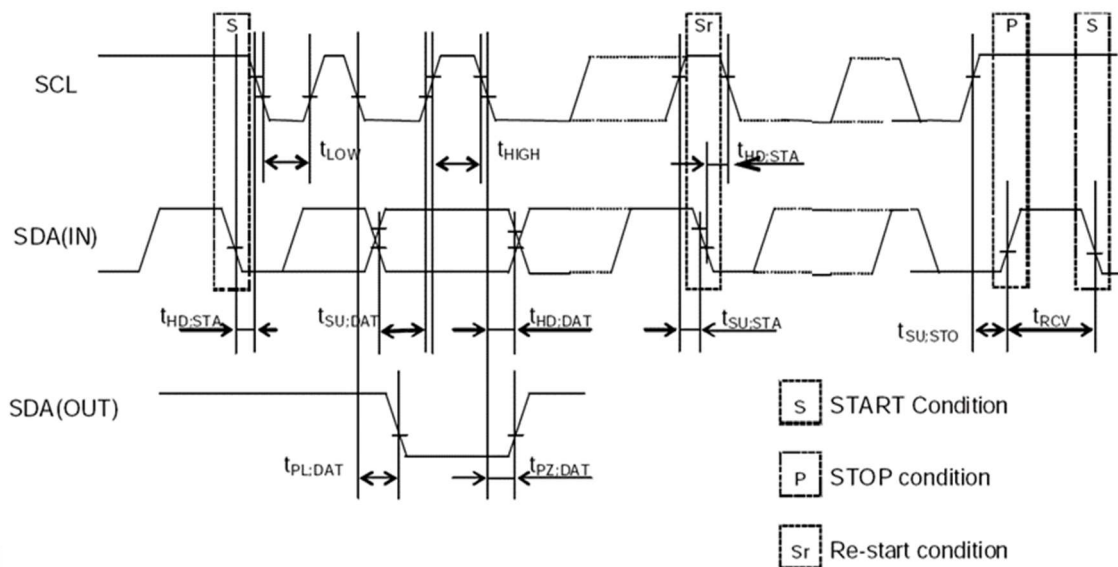 S Sr P S
SCL
tLOW tHIGH tHD;STA
SDA(IN)
tHD;STA tSU;DAT tHD;DAT tSU;STA tSU;STO tRCV
SDA(OUT)
S START Condition
tPL;DAT tPZ;DAT
P STOP condition
Sr Re-start condition